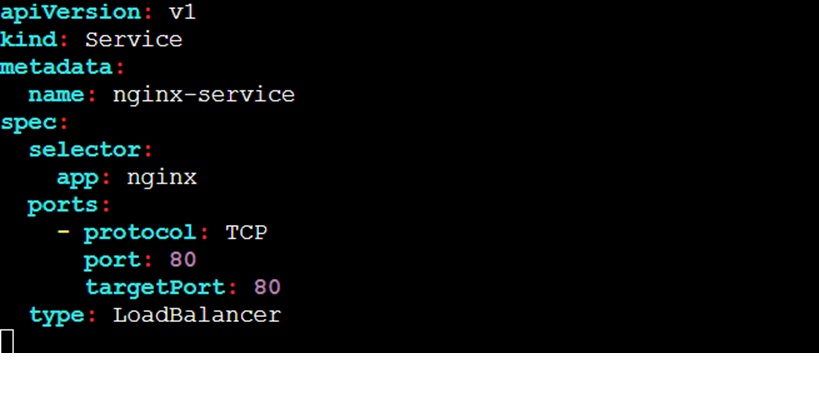 apiVersion: v1
kind: Service
metadata:
  name: nginx-service
spec:
  selector:
    app: nginx
  ports:
    - protocol: TCP
      port: 80
      targetPort: 80
  type: LoadBalancer